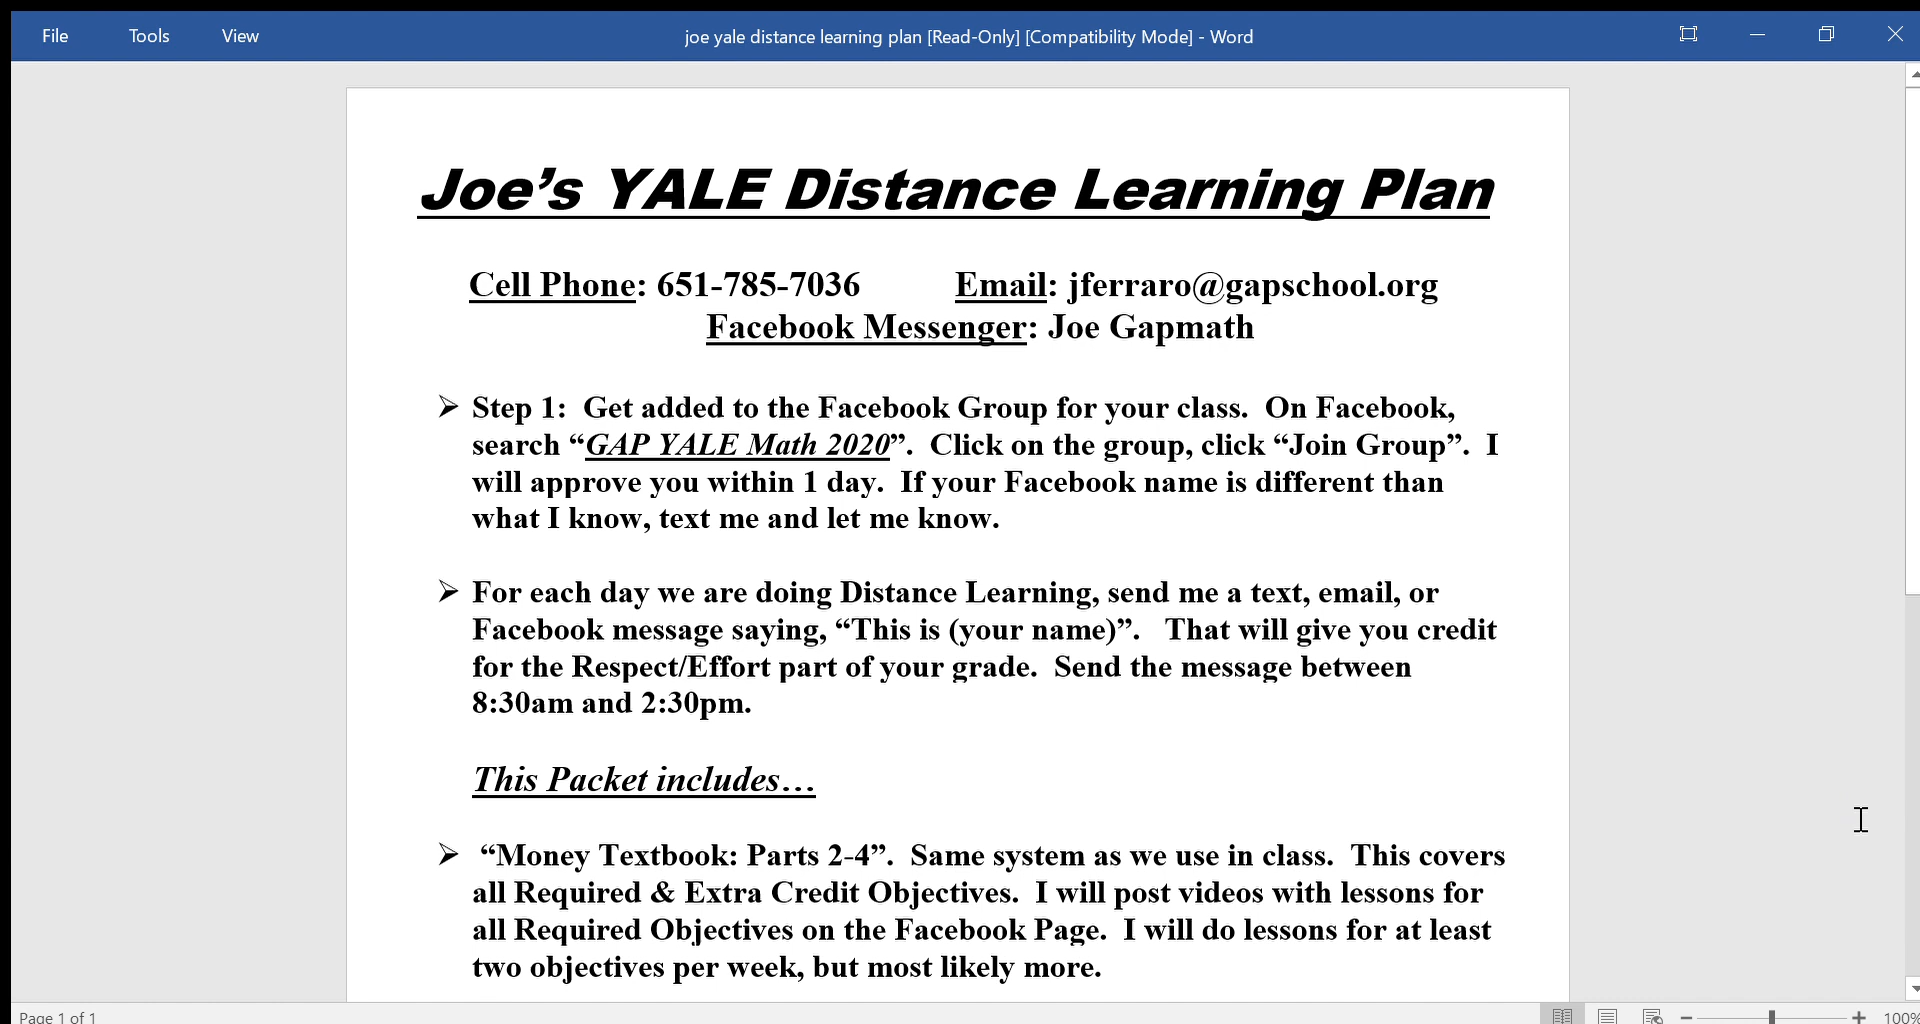 File Tools View joe yale distance learning plan [Read-Only] [Compatibility Mode] - Word
Joe’s YALE Distance Learning Plan
Cell Phone: 651-785-7036 Email: jferraro@gapschool.org
Facebook Messenger: Joe Gapmath
➢ Step 1: Get added to the Facebook Group for your class. On Facebook,
search “GAP YALE Math 2020”. Click on the group, click “Join Group”. I
will approve you within 1 day. If your Facebook name is different than
what I know, text me and let me know.
➢ For each day we are doing Distance Learning, send me a text, email, or
Facebook message saying, “This is (your name)”. That will give you credit
for the Respect/Effort part of your grade. Send the message between
8:30am and 2:30pm.
This Packet includes…
➢ “Money Textbook: Parts 2-4”. Same system as we use in class. This covers
all Required & Extra Credit Objectives. I will post videos with lessons for
all Required Objectives on the Facebook Page. I will do lessons for at least
two objectives per week, but most likely more.
Page 1 of 1 100%